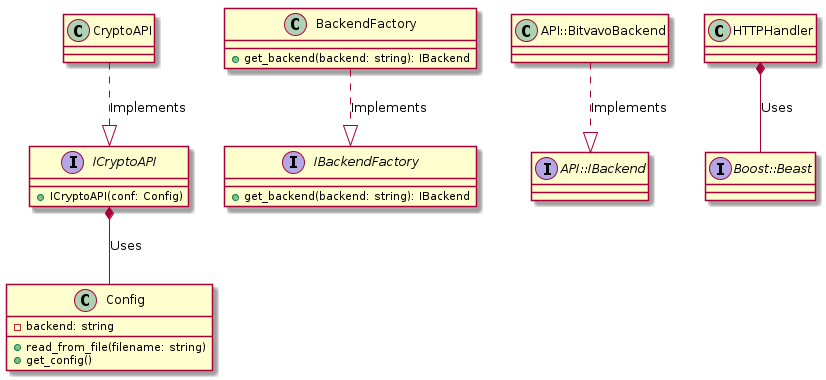 C CryptoAPI
C BackendFactory
get_backend(backend: string): IBackend
C API::BitvavoBackend
C HTTPHandler
Implements
Implements
Implements
Uses
I ICryptoAPI
ICryptoAPI(conf: Config)
I IBackendFactory
get_backend(backend: string): IBackend
I API::IBackend
I Boost::Beast
Uses
C Config
backend: string
read_from_file(filename: string)
get_config()